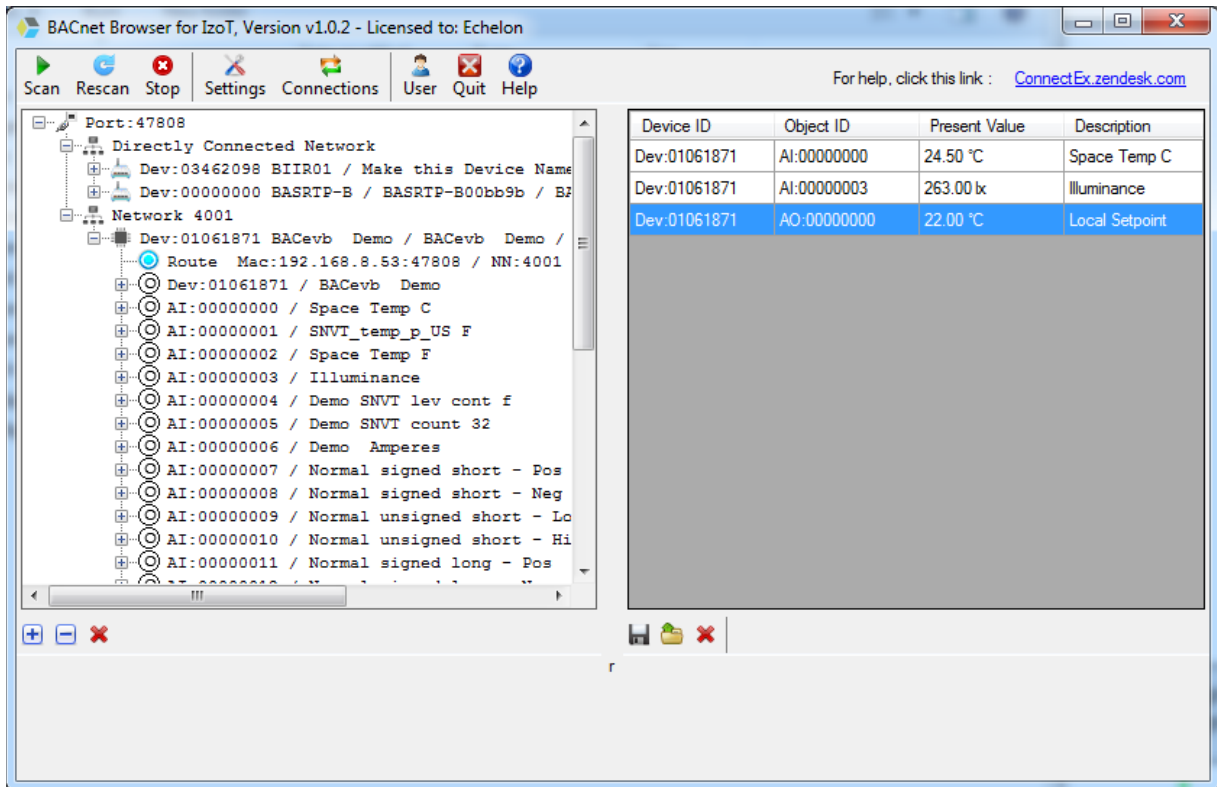 BACnet Browser for IzoT, Version v1.0.2 - Licensed to: Echelon
Scan Rescan Stop Settings Connections User Quit Help
For help, click this link : ConnectEx.zendesk.com
Port:47808
Directly Connected Network
Dev:03462098 BIIR01 / Make this Device Name
Dev:00000000 BASRTP-B / BASRTP-B00bb9b / BA
Network 4001
Dev:01061871 BACevb Demo / BACevb Demo /
Route Mac:192.168.8.53:47808 / NN:4001
Dev:01061871 / BACevb Demo
AI:00000000 / Space Temp C
AI:00000001 / SNVT_temp_p_US F
AI:00000002 / Space Temp F
AI:00000003 / Illuminance
AI:00000004 / Demo SNVT lev cont f
AI:00000005 / Demo SNVT count 32
AI:00000006 / Demo Amperes
AI:00000007 / Normal signed short - Pos
AI:00000008 / Normal signed short - Neg
AI:00000009 / Normal unsigned short - Lo
AI:00000010 / Normal unsigned short - Hi
AI:00000011 / Normal signed long - Pos
Device ID Object ID Present Value Description
Dev:01061871 AI:00000000 24.50 °C Space Temp C
Dev:01061871 AI:00000003 263.00 lx Illuminance
Dev:01061871 AO:00000000 22.00 °C Local Setpoint
r